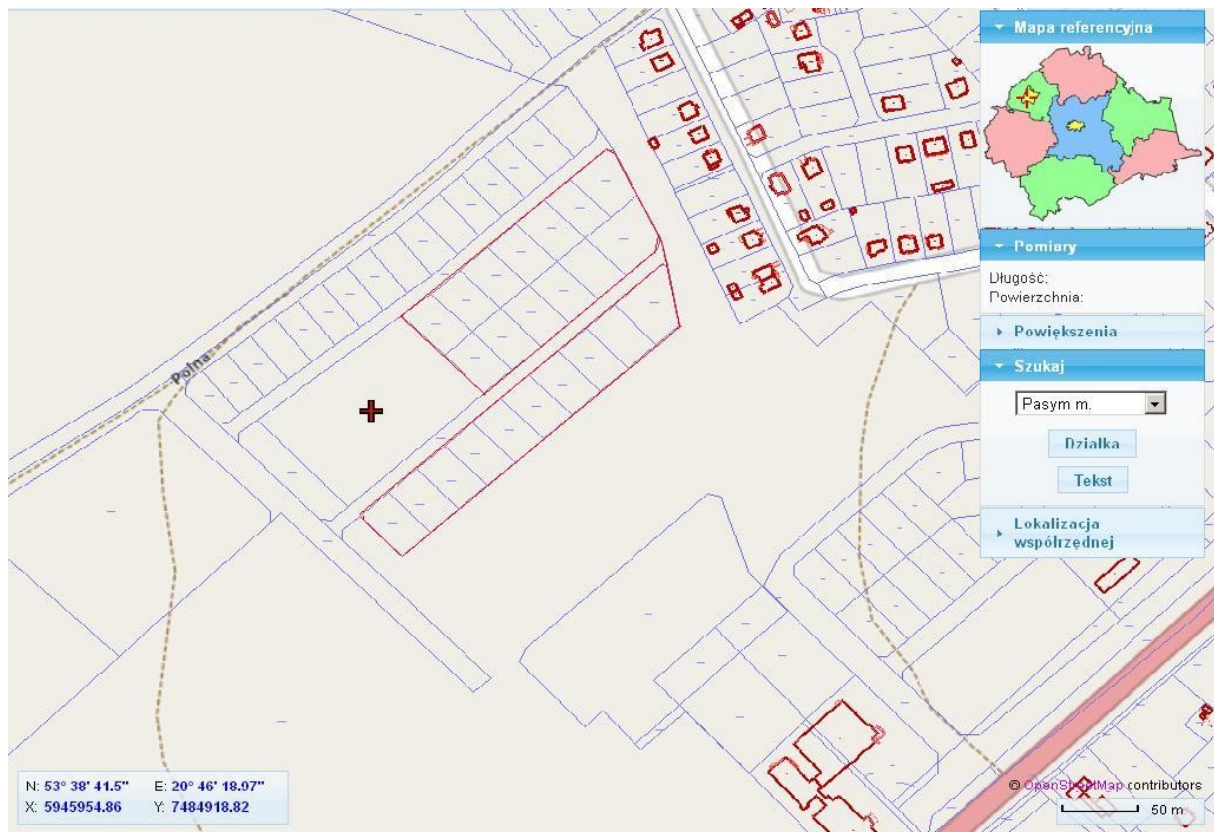 Mapa referencyjna
Pomiary
Długość:
Powierzchnia:
Powiększenia
Szukaj
Pasym m.
Działka
Tekst
Lokalizacja
współrzędnej
Polna
N: 53° 38' 41.5" E: 20° 46' 18.97"
X: 5945954.86 Y: 7484918.82
© OpenStreetMap contributors
50 m